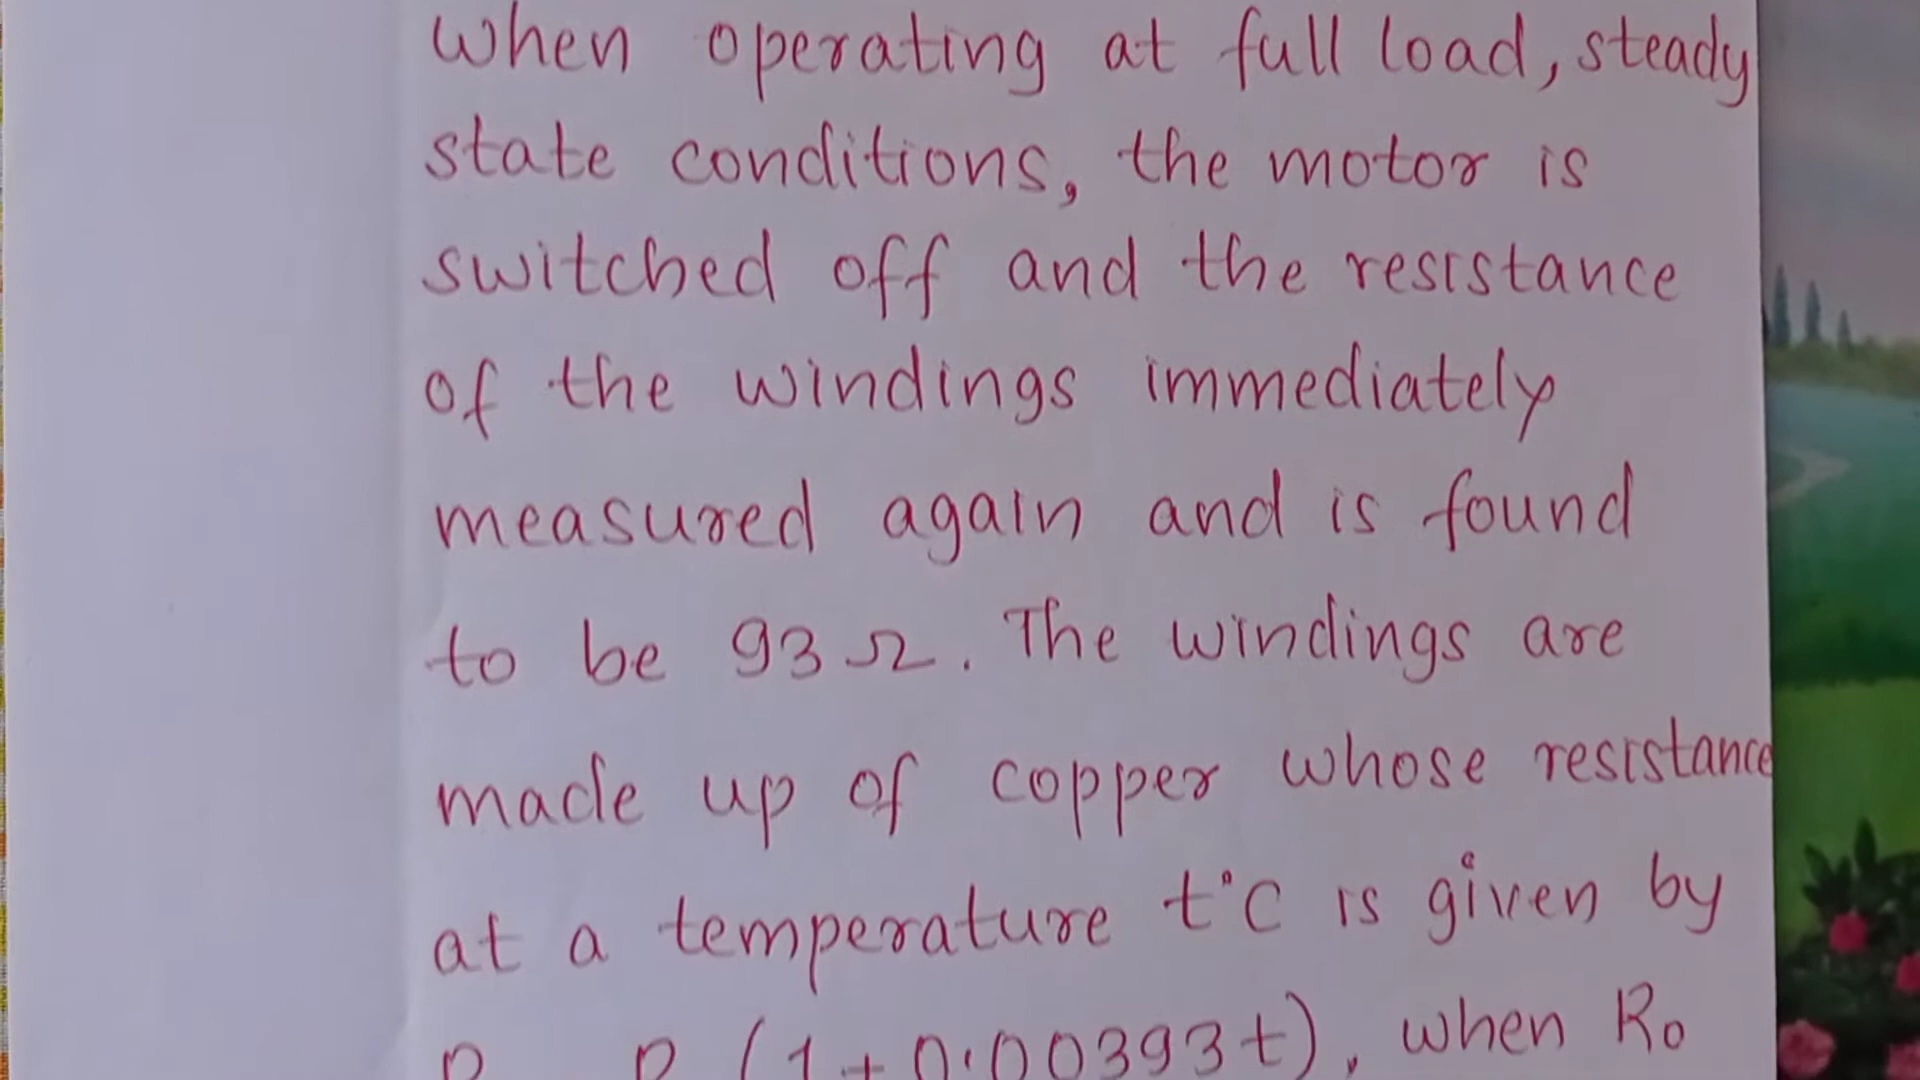 When operating at full load, steady
state conditions, the motor is
switched off and the resistance
of the windings immediately
measured again and is found
to be 93 Ω. The windings are
made up of copper whose resistance
at a temperature t°C is given by
(1+0.00393t), when R₀